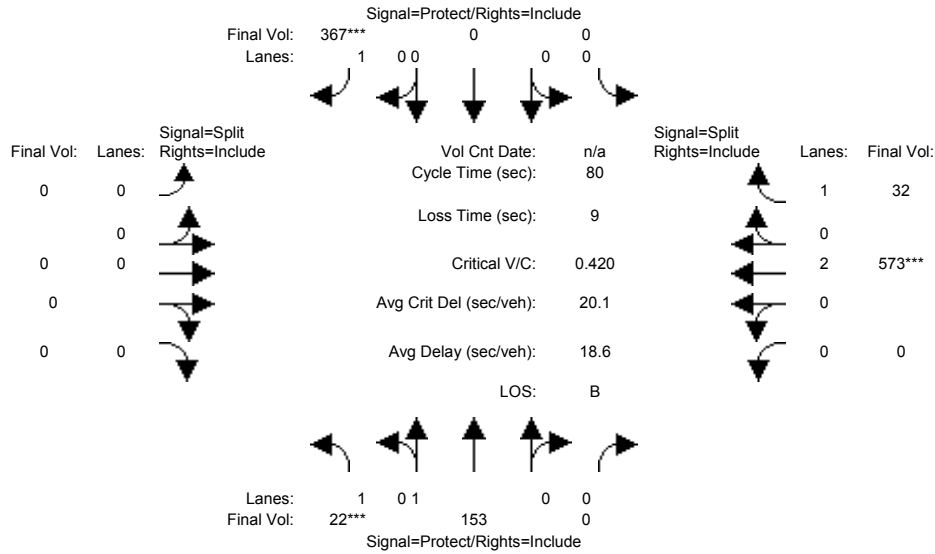 Signal=Protect/Rights=Include
Final Vol: 367*** 0 0
Lanes: 1 0 0 0 0
Signal=Split Signal=Split
Final Vol: Lanes: Rights=Include Vol Cnt Date: n/a Rights=Include Lanes: Final Vol:
Cycle Time (sec): 80
0 0 1 32
Loss Time (sec): 9
0 0
0 0 Critical V/C: 0.420 2 573***
0 Avg Crit Del (sec/veh): 20.1 0
0 0 Avg Delay (sec/veh): 18.6 0 0
LOS: B
Lanes: 1 0 1 0 0
Final Vol: 22*** 153 0
Signal=Protect/Rights=Include